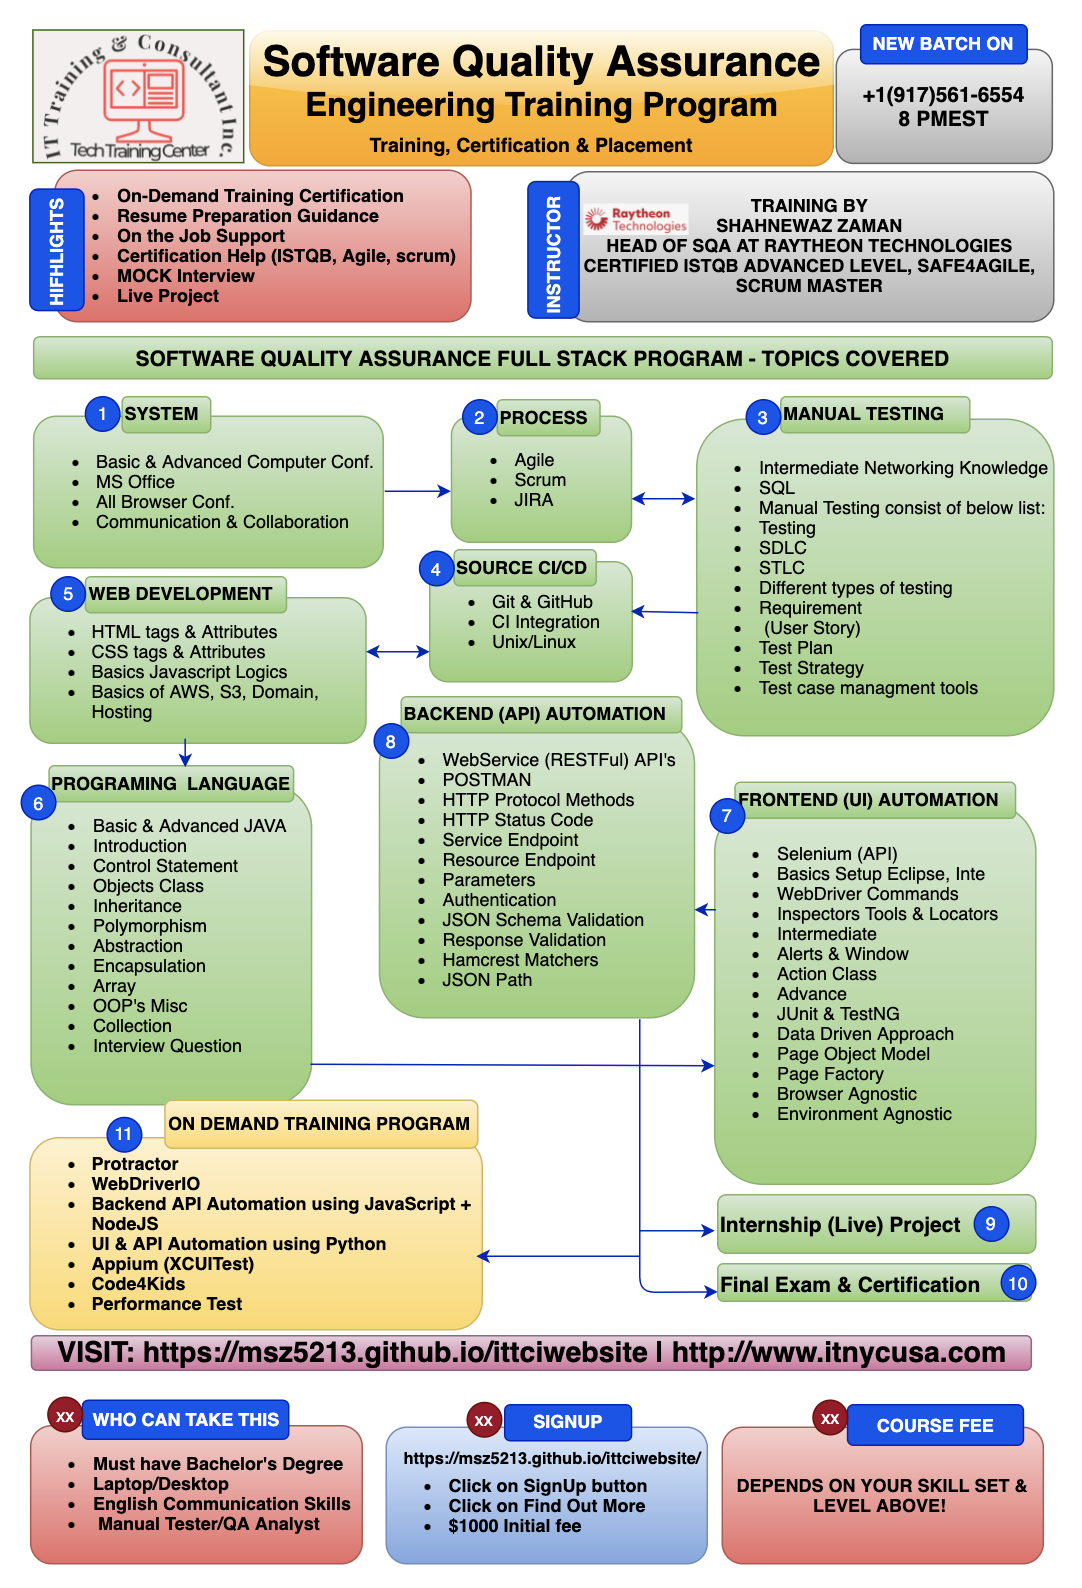 IT Training & Consultant Inc.
Tech Training Center
Software Quality Assurance
Engineering Training Program
Training, Certification & Placement
NEW BATCH ON
+1(917)561-6554
8 PMEST
HIFHLIGHTS
On-Demand Training Certification
Resume Preparation Guidance
On the Job Support
Certification Help (ISTQB, Agile, scrum)
MOCK Interview
Live Project
INSTRUCTOR
Raytheon
Technologies
TRAINING BY
SHAHNEWAZ ZAMAN
HEAD OF SQA AT RAYTHEON TECHNOLOGIES
CERTIFIED ISTQB ADVANCED LEVEL, SAFE4AGILE,
SCRUM MASTER
SOFTWARE QUALITY ASSURANCE FULL STACK PROGRAM - TOPICS COVERED
1 SYSTEM
Basic & Advanced Computer Conf.
MS Office
All Browser Conf.
Communication & Collaboration
2 PROCESS
Agile
Scrum
JIRA
3 MANUAL TESTING
Intermediate Networking Knowledge
SQL
Manual Testing consist of below list:
Testing
SDLC
STLC
Different types of testing
Requirement
(User Story)
Test Plan
Test Strategy
Test case managment tools
4 SOURCE CI/CD
Git & GitHub
CI Integration
Unix/Linux
5 WEB DEVELOPMENT
HTML tags & Attributes
CSS tags & Attributes
Basics Javascript Logics
Basics of AWS, S3, Domain,
Hosting
6 PROGRAMING LANGUAGE
Basic & Advanced JAVA
Introduction
Control Statement
Objects Class
Inheritance
Polymorphism
Abstraction
Encapsulation
Array
OOP's Misc
Collection
Interview Question
8 BACKEND (API) AUTOMATION
WebService (RESTFul) API's
POSTMAN
HTTP Protocol Methods
HTTP Status Code
Service Endpoint
Resource Endpoint
Parameters
Authentication
JSON Schema Validation
Response Validation
Hamcrest Matchers
JSON Path
7 FRONTEND (UI) AUTOMATION
Selenium (API)
Basics Setup Eclipse, Inte
WebDriver Commands
Inspectors Tools & Locators
Intermediate
Alerts & Window
Action Class
Advance
JUnit & TestNG
Data Driven Approach
Page Object Model
Page Factory
Browser Agnostic
Environment Agnostic
11 ON DEMAND TRAINING PROGRAM
Protractor
WebDriverIO
Backend API Automation using JavaScript +
NodeJS
UI & API Automation using Python
Appium (XCUITest)
Code4Kids
Performance Test
Internship (Live) Project 9
Final Exam & Certification 10
VISIT: https://msz5213.github.io/ittciwebsite | http://www.itnycusa.com
XX WHO CAN TAKE THIS
Must have Bachelor's Degree
Laptop/Desktop
English Communication Skills
Manual Tester/QA Analyst
XX SIGNUP
https://msz5213.github.io/ittciwebsite/
Click on SignUp button
Click on Find Out More
$1000 Initial fee
XX COURSE FEE
DEPENDS ON YOUR SKILL SET &
LEVEL ABOVE!